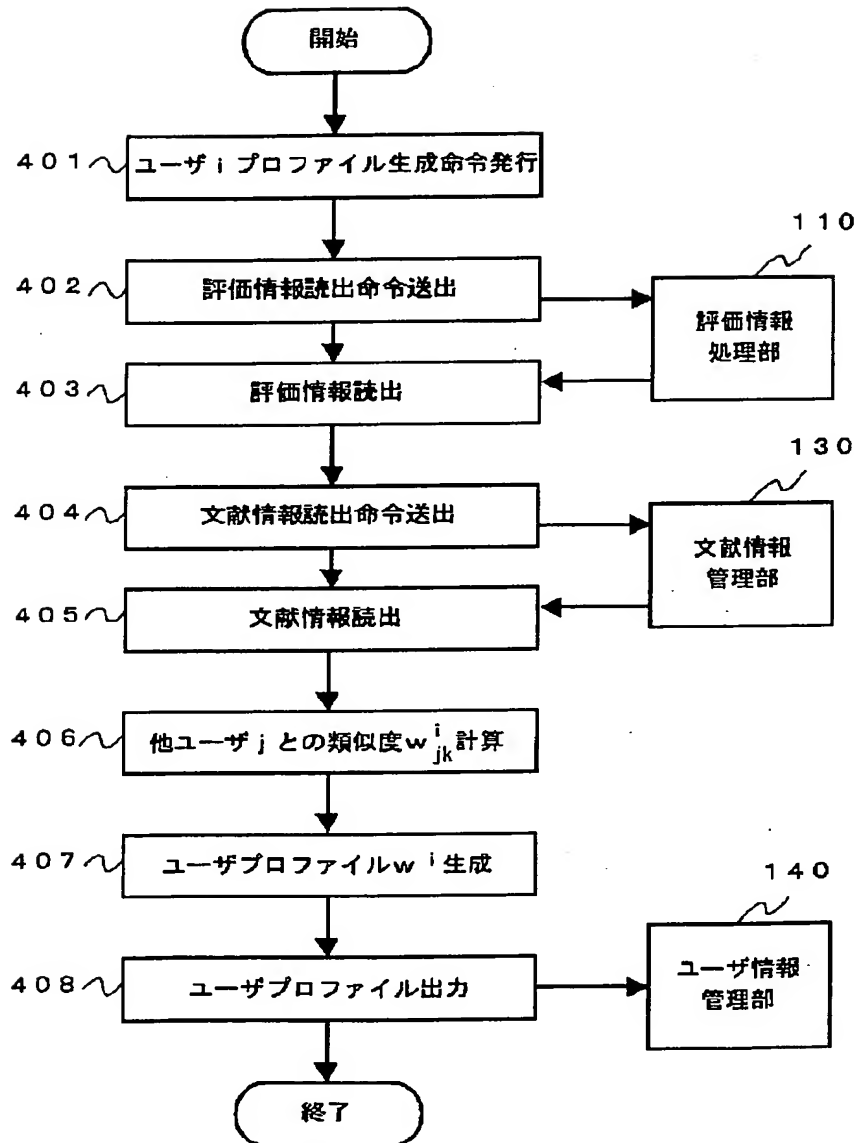 開始
401 ユーザiプロファイル生成命令発行
110
402 評価情報読出命令送出
評価情報
処理部
403 評価情報読出
130
404 文献情報読出命令送出
文献情報
管理部
405 文献情報読出
406 他ユーザjとの類似度w^i_jk計算
407 ユーザプロファイルw^i生成
140
408 ユーザプロファイル出力
ユーザ情報
管理部
終了